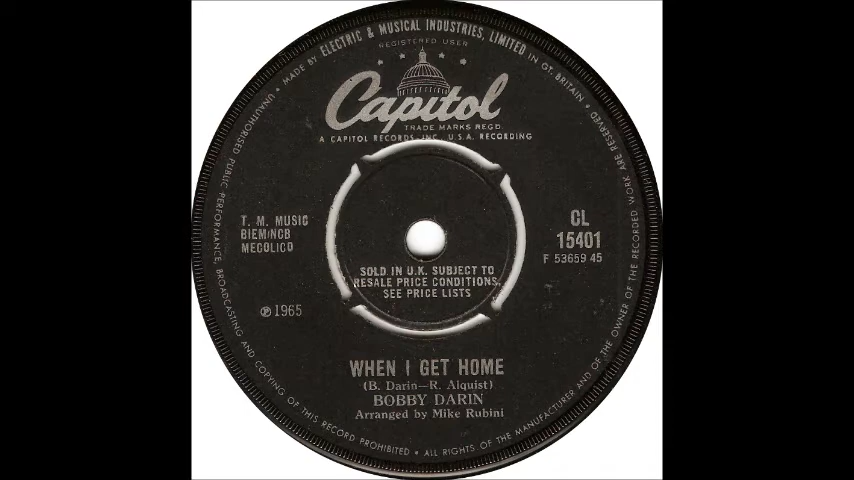 MADE BY ELECTRIC & MUSICAL INDUSTRIES, LIMITED IN GT. BRITAIN • ALL RIGHTS OF THE MANUFACTURER AND OF THE OWNER OF THE RECORDED WORK ARE RESERVED • UNAUTHORISED PUBLIC PERFORMANCE, BROADCASTING AND COPYING OF THIS RECORD PROHIBITED •
REGISTERED USER
Capitol
TRADE MARKS REGD
A CAPITOL RECORDS, INC., U.S.A. RECORDING
T. M. MUSIC
BIEM/NCB
MECOLICO
CL
15401
F 53659 45
SOLD IN U.K. SUBJECT TO
RESALE PRICE CONDITIONS,
SEE PRICE LISTS
℗ 1965
WHEN I GET HOME
(B. Darin—R. Alquist)
BOBBY DARIN
Arranged by Mike Rubini